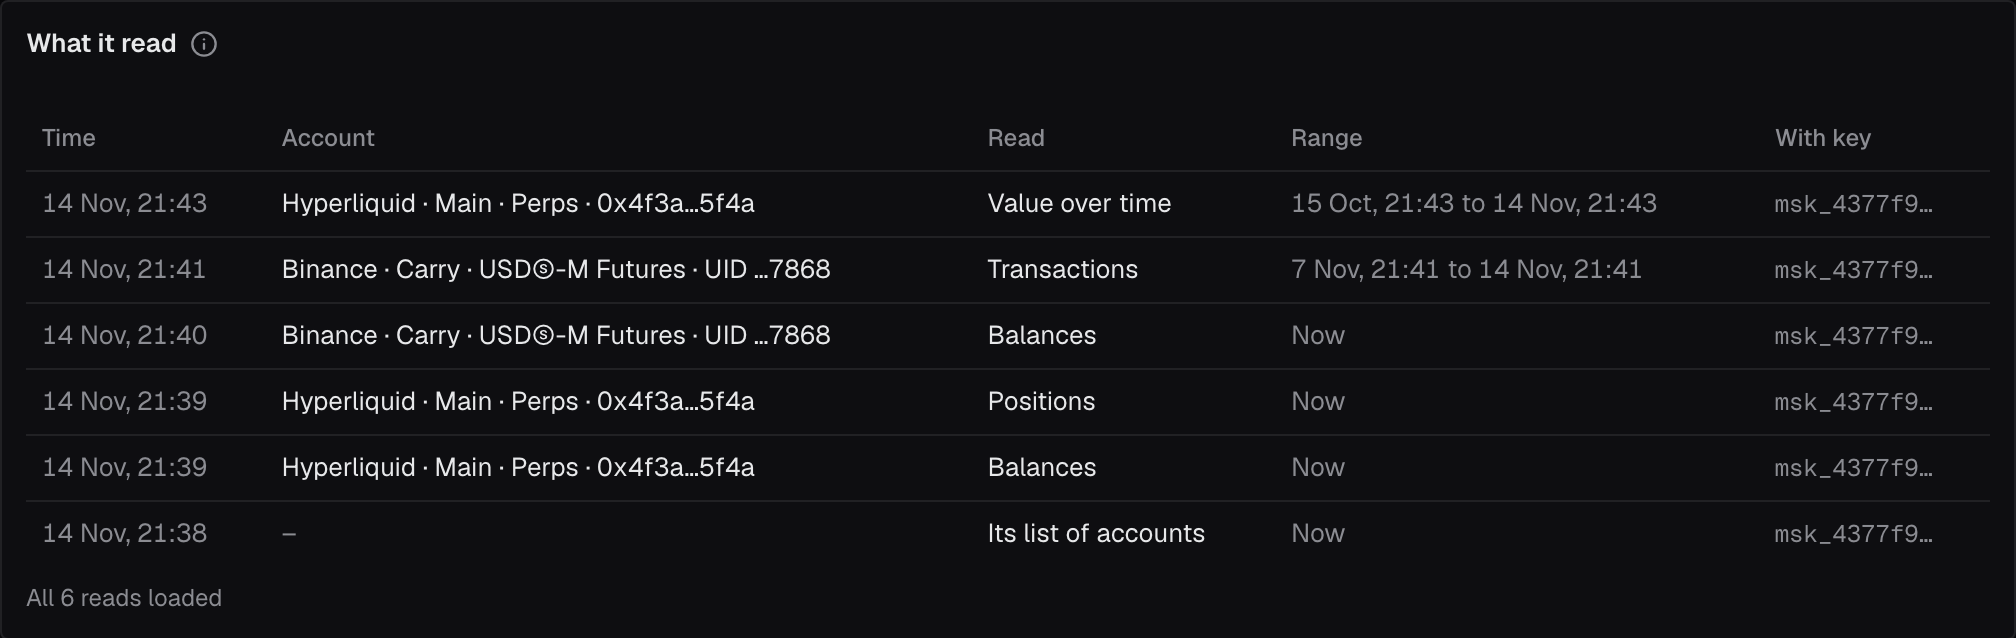 What it read
Time Account Read Range With key
14 Nov, 21:43 Hyperliquid · Main · Perps · 0x4f3a…5f4a Value over time 15 Oct, 21:43 to 14 Nov, 21:43 msk_4377f9…
14 Nov, 21:41 Binance · Carry · USDⓢ-M Futures · UID …7868 Transactions 7 Nov, 21:41 to 14 Nov, 21:41 msk_4377f9…
14 Nov, 21:40 Binance · Carry · USDⓢ-M Futures · UID …7868 Balances Now msk_4377f9…
14 Nov, 21:39 Hyperliquid · Main · Perps · 0x4f3a…5f4a Positions Now msk_4377f9…
14 Nov, 21:39 Hyperliquid · Main · Perps · 0x4f3a…5f4a Balances Now msk_4377f9…
14 Nov, 21:38 – Its list of accounts Now msk_4377f9…
All 6 reads loaded